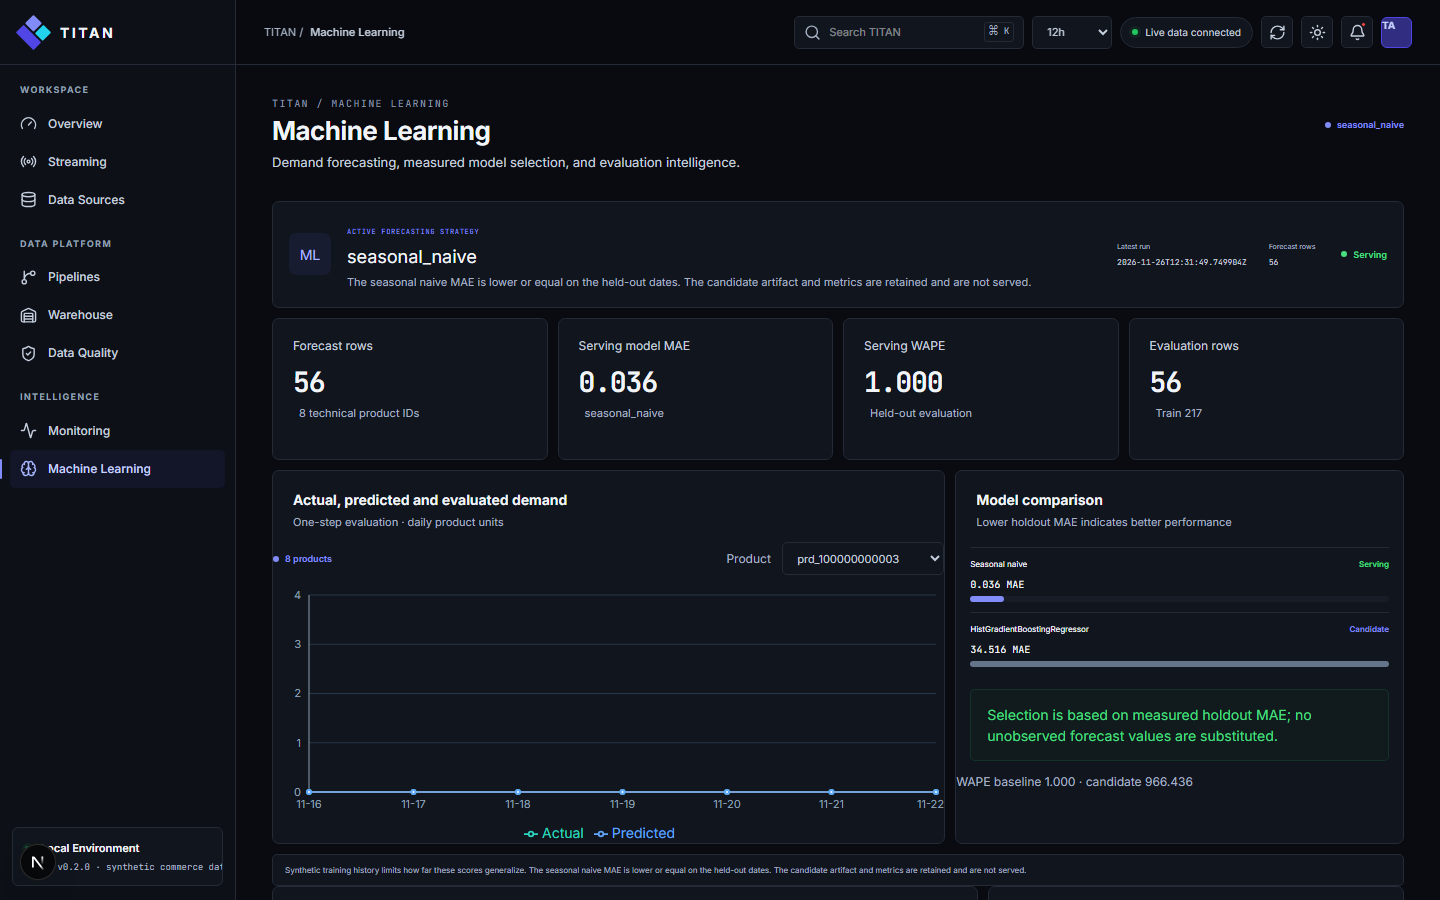 TITAN
TITAN / Machine Learning
Search TITAN
⌘ K
12h
Live data connected
TA
WORKSPACE
Overview
Streaming
Data Sources
DATA PLATFORM
Pipelines
Warehouse
Data Quality
INTELLIGENCE
Monitoring
Machine Learning
ocal Environment
N
v0.2.0 · synthetic commerce dat
TITAN / MACHINE LEARNING
Machine Learning
seasonal_naive
Demand forecasting, measured model selection, and evaluation intelligence.
ML
ACTIVE FORECASTING STRATEGY
seasonal_naive
The seasonal naive MAE is lower or equal on the held-out dates. The candidate artifact and metrics are retained and are not served.
Latest run
2026-11-26T12:31:49.749904Z
Forecast rows
56
Serving
Forecast rows
56
8 technical product IDs
Serving model MAE
0.036
seasonal_naive
Serving WAPE
1.000
Held-out evaluation
Evaluation rows
56
Train 217
Actual, predicted and evaluated demand
One-step evaluation · daily product units
8 products
Product
prd_100000000003
4
3
2
1
0
11-16
11-17
11-18
11-19
11-20
11-21
11-22
Actual
Predicted
Model comparison
Lower holdout MAE indicates better performance
Seasonal naive
Serving
0.036 MAE
HistGradientBoostingRegressor
Candidate
34.516 MAE
Selection is based on measured holdout MAE; no
unobserved forecast values are substituted.
WAPE baseline 1.000 · candidate 966.436
Synthetic training history limits how far these scores generalize. The seasonal naive MAE is lower or equal on the held-out dates. The candidate artifact and metrics are retained and are not served.